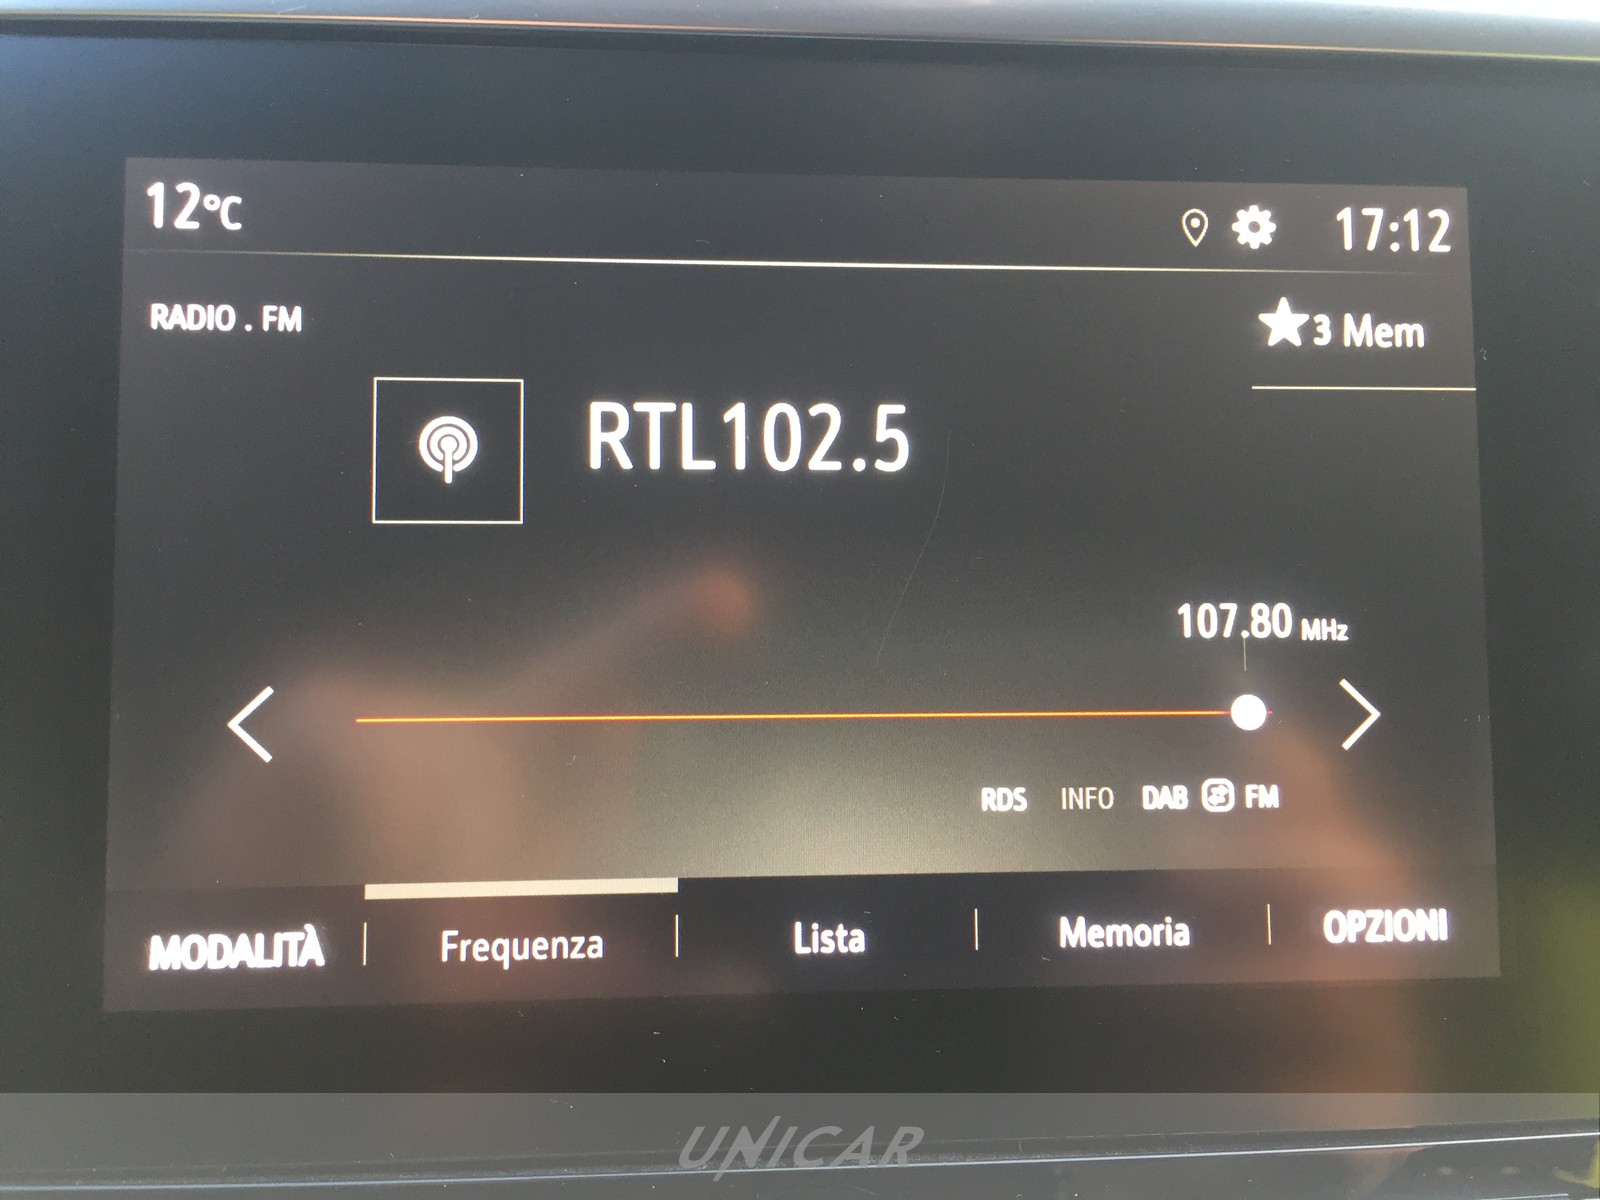 12°C 17:12
RADIO . FM
★3 Mem
RTL102.5
107.80 MHz
RDS INFO DAB FM
MODALITÀ Frequenza Lista Memoria OPZIONI
UNICAR